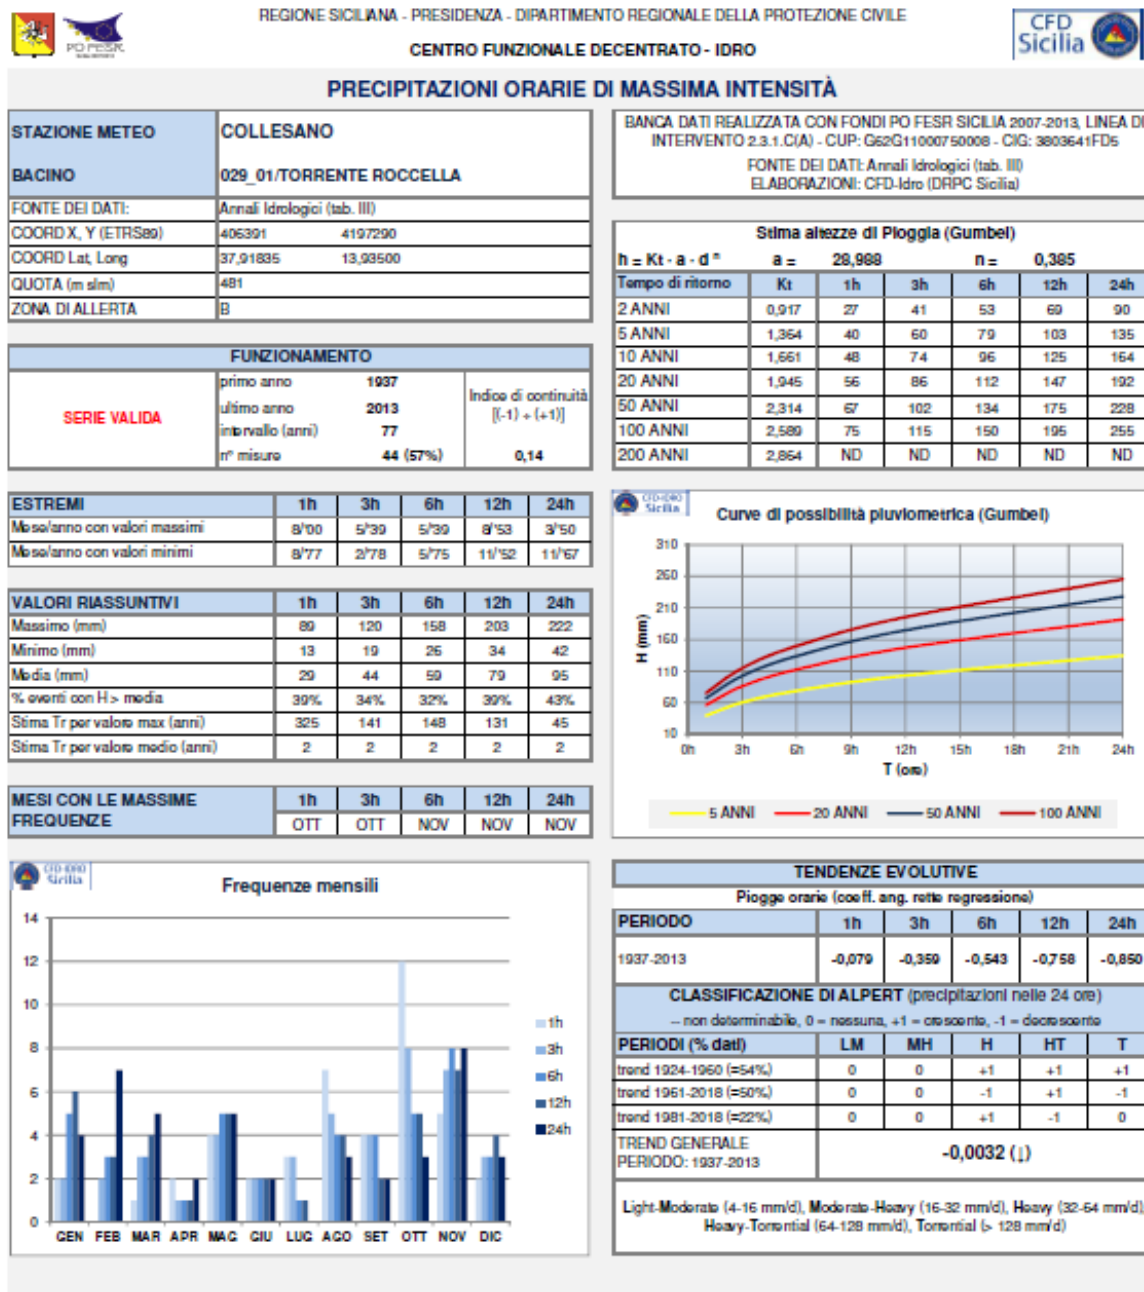 REGIONE SICILIANA - PRESIDENZA - DIPARTIMENTO REGIONALE DELLA PROTEZIONE CIVILE
PO FESR
CENTRO FUNZIONALE DECENTRATO - IDRO
CFD
Sicilia
PRECIPITAZIONI ORARIE DI MASSIMA INTENSITÀ
STAZIONE METEO COLLESANO
BACINO 029_01/TORRENTE ROCCELLA
FONTE DEI DATI: Annali Idrologici (tab. III)
COORD X, Y (ETRS89) 406391 4197290
COORD Lat, Long 37,91835 13,93500
QUOTA (m slm) 481
ZONA DI ALLERTA B
BANCA DATI REALIZZATA CON FONDI PO FESR SICILIA 2007-2013, LINEA DI
INTERVENTO 2.3.1.C(A) - CUP: G62G11000750008 - CIG: 3803641FD5
FONTE DEI DATI: Annali Idrologici (tab. III)
ELABORAZIONI: CFD-Idro (DRPC Sicilia)
FUNZIONAMENTO
SERIE VALIDA
primo anno 1937
ultimo anno 2013
intervallo (anni) 77
n° misure 44 (57%)
Indice di continuità
[(-1) ÷ (+1)]
0,14
Stima altezze di Pioggia (Gumbel)
h = Kt - a - d ⁿ a = 28,988 n = 0,385
Tempo di ritorno Kt 1h 3h 6h 12h 24h
2 ANNI 0,917 27 41 53 69 90
5 ANNI 1,364 40 60 79 103 135
10 ANNI 1,661 48 74 96 125 164
20 ANNI 1,945 56 86 112 147 192
50 ANNI 2,314 67 102 134 175 228
100 ANNI 2,589 75 115 150 195 255
200 ANNI 2,864 ND ND ND ND ND
ESTREMI 1h 3h 6h 12h 24h
Mese/anno con valori massimi 8/'00 5/'39 5/'39 8/'53 3/'50
Mese/anno con valori minimi 8/'77 2/'78 5/'75 11/'52 11/'67
VALORI RIASSUNTIVI 1h 3h 6h 12h 24h
Massimo (mm) 89 120 158 203 222
Minimo (mm) 13 19 26 34 42
Media (mm) 29 44 59 79 95
% eventi con H > media 39% 34% 32% 39% 43%
Stima Tr per valore max (anni) 325 141 148 131 45
Stima Tr per valore medio (anni) 2 2 2 2 2
MESI CON LE MASSIME
FREQUENZE
1h 3h 6h 12h 24h
OTT OTT NOV NOV NOV
CFD-IDRO
Sicilia
Curve di possibilità pluviometrica (Gumbel)
310
260
210
160
110
60
10
H (mm)
0h 3h 6h 9h 12h 15h 18h 21h 24h
T (ore)
5 ANNI 20 ANNI 50 ANNI 100 ANNI
CFD-IDRO
Sicilia
Frequenze mensili
14
12
10
8
6
4
2
0
GEN FEB MAR APR MAG GIU LUG AGO SET OTT NOV DIC
1h
3h
6h
12h
24h
TENDENZE EVOLUTIVE
Piogge orarie (coeff. ang. rette regressione)
PERIODO 1h 3h 6h 12h 24h
1937-2013 -0,079 -0,359 -0,543 -0,758 -0,850
CLASSIFICAZIONE DI ALPERT (precipitazioni nelle 24 ore)
-- non determinabile, 0 = nessuna, +1 = crescente, -1 = decrescente
PERIODI (% dati) LM MH H HT T
trend 1924-1960 (=54%) 0 0 +1 +1 +1
trend 1961-2018 (=50%) 0 0 -1 +1 -1
trend 1981-2018 (=22%) 0 0 +1 -1 0
TREND GENERALE
PERIODO: 1937-2013
-0,0032 (↓)
Light-Moderate (4-16 mm/d), Moderate-Heavy (16-32 mm/d), Heavy (32-64 mm/d),
Heavy-Torrential (64-128 mm/d), Torrential (> 128 mm/d)